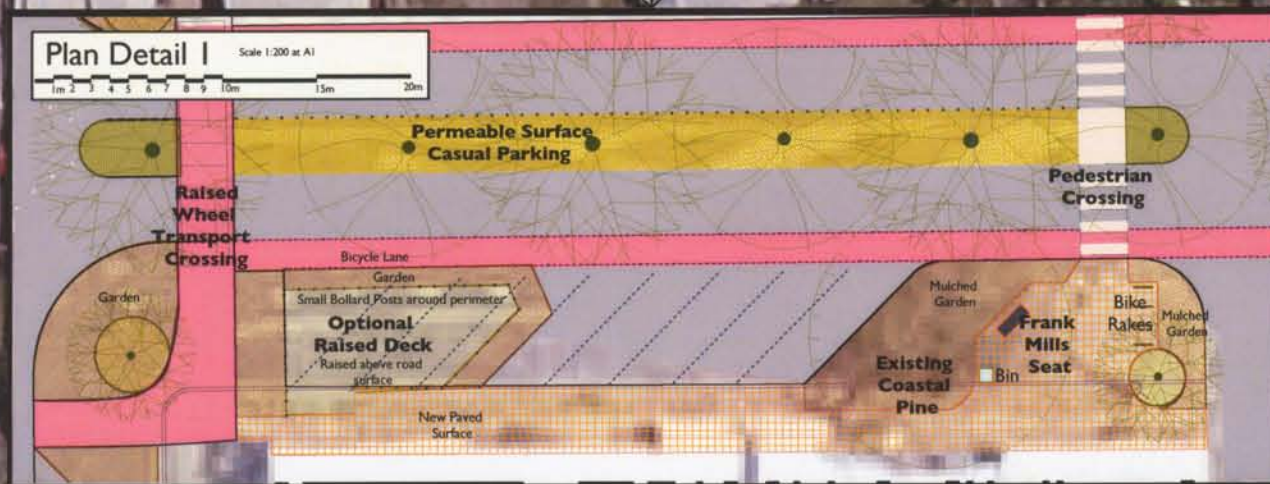 Plan Detail 1
Scale 1:200 at A1
1m 2 3 4 5 6 7 8 9 10m 15m 20m
Permeable Surface
Casual Parking
Raised
Wheel
Transport
Crossing
Pedestrian
Crossing
Bicycle Lane
Garden
Garden
Small Bollard Posts around perimeter
Optional
Raised Deck
Raised above road
surface
New Paved
Surface
Mulched
Garden
Existing
Coastal
Pine
Frank
Mills
Seat
Bin
Bike
Rakes
Mulched
Garden